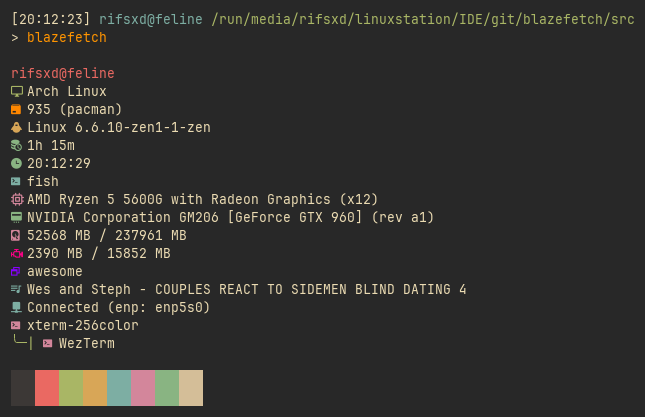 [20:12:23] rifsxd@feline /run/media/rifsxd/linuxstation/IDE/git/blazefetch/src
> blazefetch
rifsxd@feline
Arch Linux
935 (pacman)
Linux 6.6.10-zen1-1-zen
1h 15m
20:12:29
fish
AMD Ryzen 5 5600G with Radeon Graphics (x12)
NVIDIA Corporation GM206 [GeForce GTX 960] (rev a1)
52568 MB / 237961 MB
2390 MB / 15852 MB
awesome
Wes and Steph - COUPLES REACT TO SIDEMEN BLIND DATING 4
Connected (enp: enp5s0)
xterm-256color
╰─| WezTerm